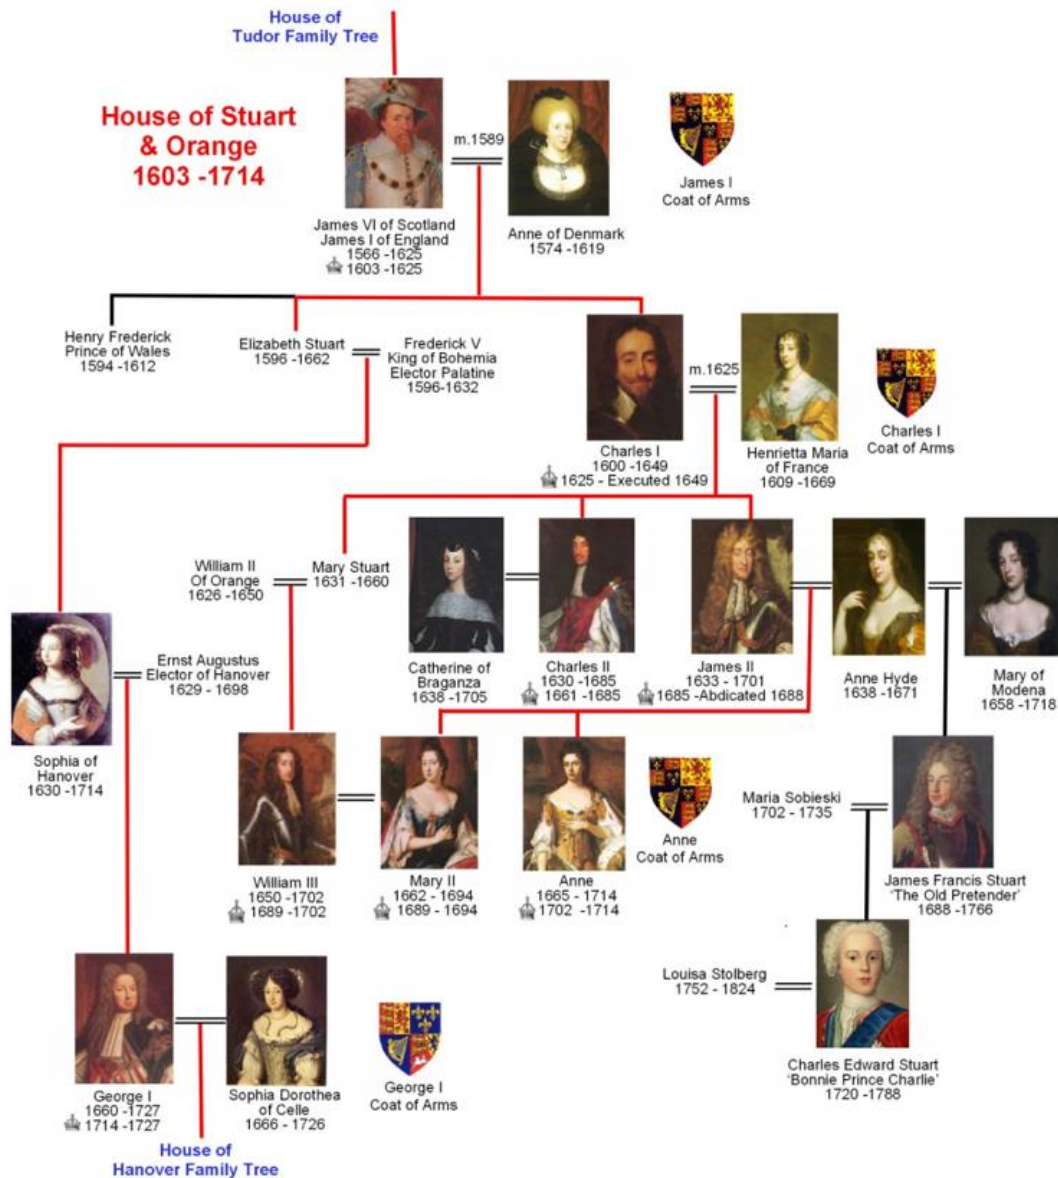 House of
Tudor Family Tree
House of Stuart
& Orange
1603 -1714
m.1589
James I
Coat of Arms
James VI of Scotland
James I of England
1566 -1625
1603 -1625
Anne of Denmark
1574 -1619
Henry Frederick
Prince of Wales
1594 -1612
Elizabeth Stuart
1596 -1662
Frederick V
King of Bohemia
Elector Palatine
1596-1632
m.1625
Charles I
Coat of Arms
Charles I
1600 -1649
1625 - Executed 1649
Henrietta Maria
of France
1609 -1669
William II
Of Orange
1626 -1650
Mary Stuart
1631 -1660
Ernst Augustus
Elector of Hanover
1629 - 1698
Catherine of
Braganza
1638 -1705
Charles II
1630 -1685
1661 -1685
James II
1633 - 1701
1685 -Abdicated 1688
Anne Hyde
1638 -1671
Mary of
Modena
1658 -1718
Sophia of
Hanover
1630 -1714
Maria Sobieski
1702 - 1735
Anne
Coat of Arms
William III
1650 -1702
1689 -1702
Mary II
1662 - 1694
1689 - 1694
Anne
1665 - 1714
1702 -1714
James Francis Stuart
'The Old Pretender'
1688 -1766
Louisa Stolberg
1752 - 1824
Charles Edward Stuart
'Bonnie Prince Charlie'
1720 -1788
George I
1660 -1727
1714 -1727
Sophia Dorothea
of Celle
1666 - 1726
George I
Coat of Arms
House of
Hanover Family Tree